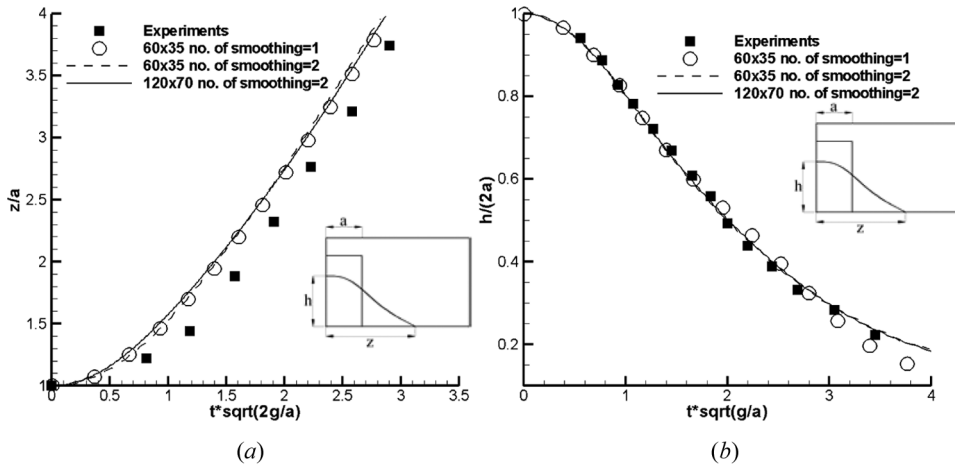 4
3.5
3
2.5
2
1.5
1
z/a
0
0.5
1
1.5
2
2.5
3
3.5
t*sqrt(2g/a)
Experiments
60x35 no. of smoothing=1
60x35 no. of smoothing=2
120x70 no. of smoothing=2
a
h
z
(a)
1
0.8
0.6
0.4
0.2
h/(2a)
0
1
2
3
4
t*sqrt(g/a)
Experiments
60x35 no. of smoothing=1
60x35 no. of smoothing=2
120x70 no. of smoothing=2
a
h
z
(b)